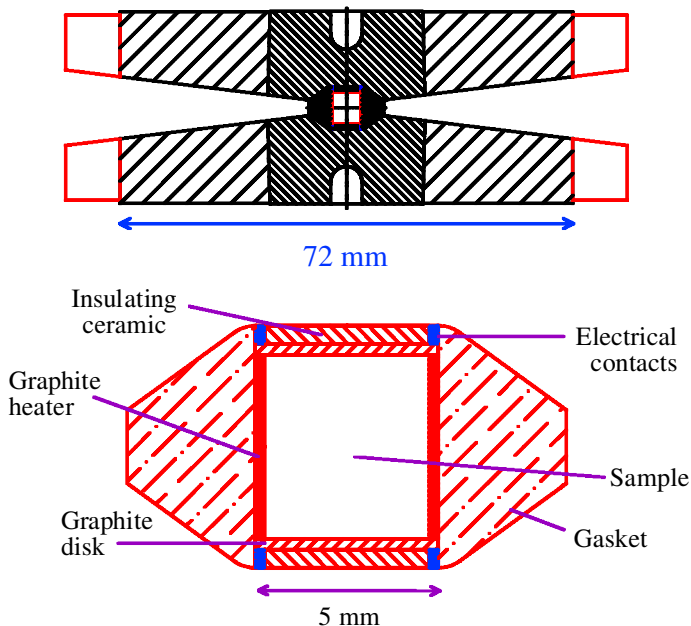 72 mm
Insulating
ceramic
Electrical
contacts
Graphite
heater
Sample
Graphite
disk
Gasket
5 mm